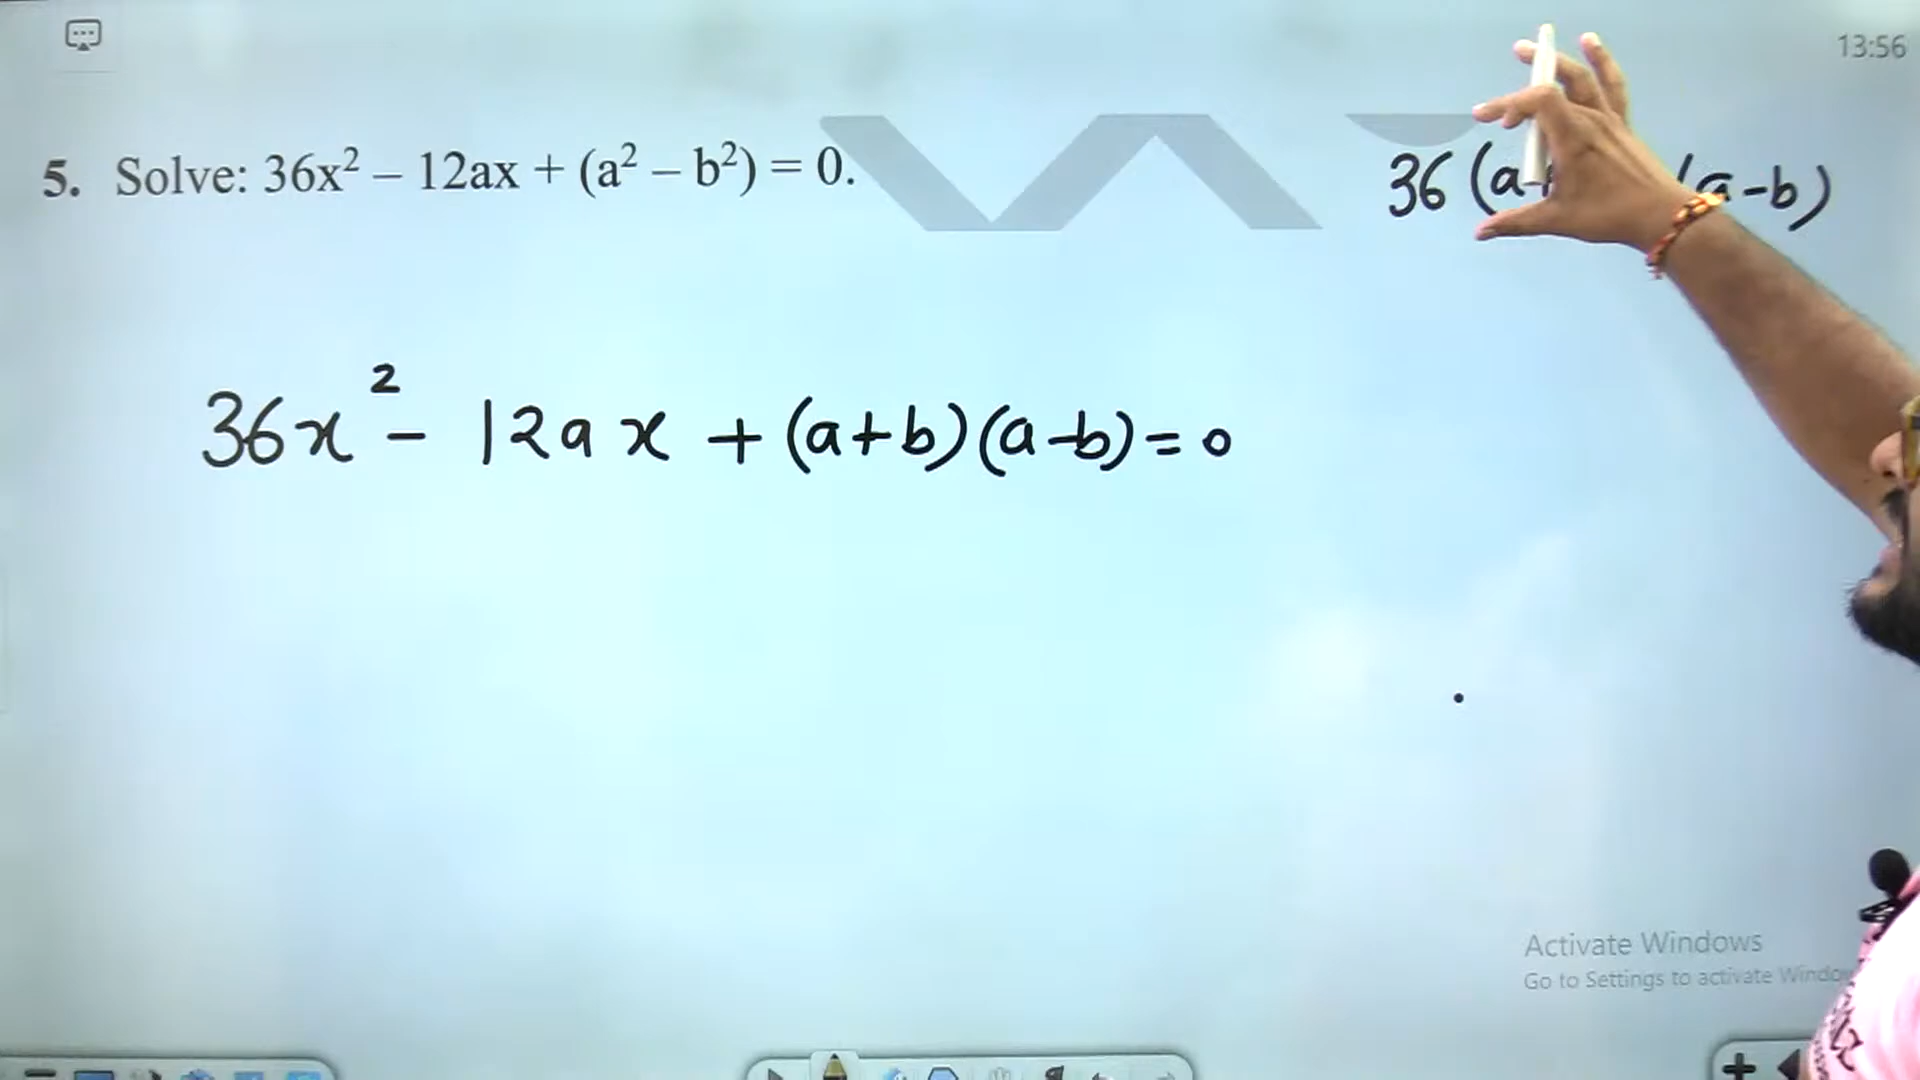 13:56
5. Solve: 36x² – 12ax + (a² – b²) = 0.
36 (a a-b)
36x² - 12ax + (a+b)(a-b) = 0
Activate Windows
Go to Settings to activate